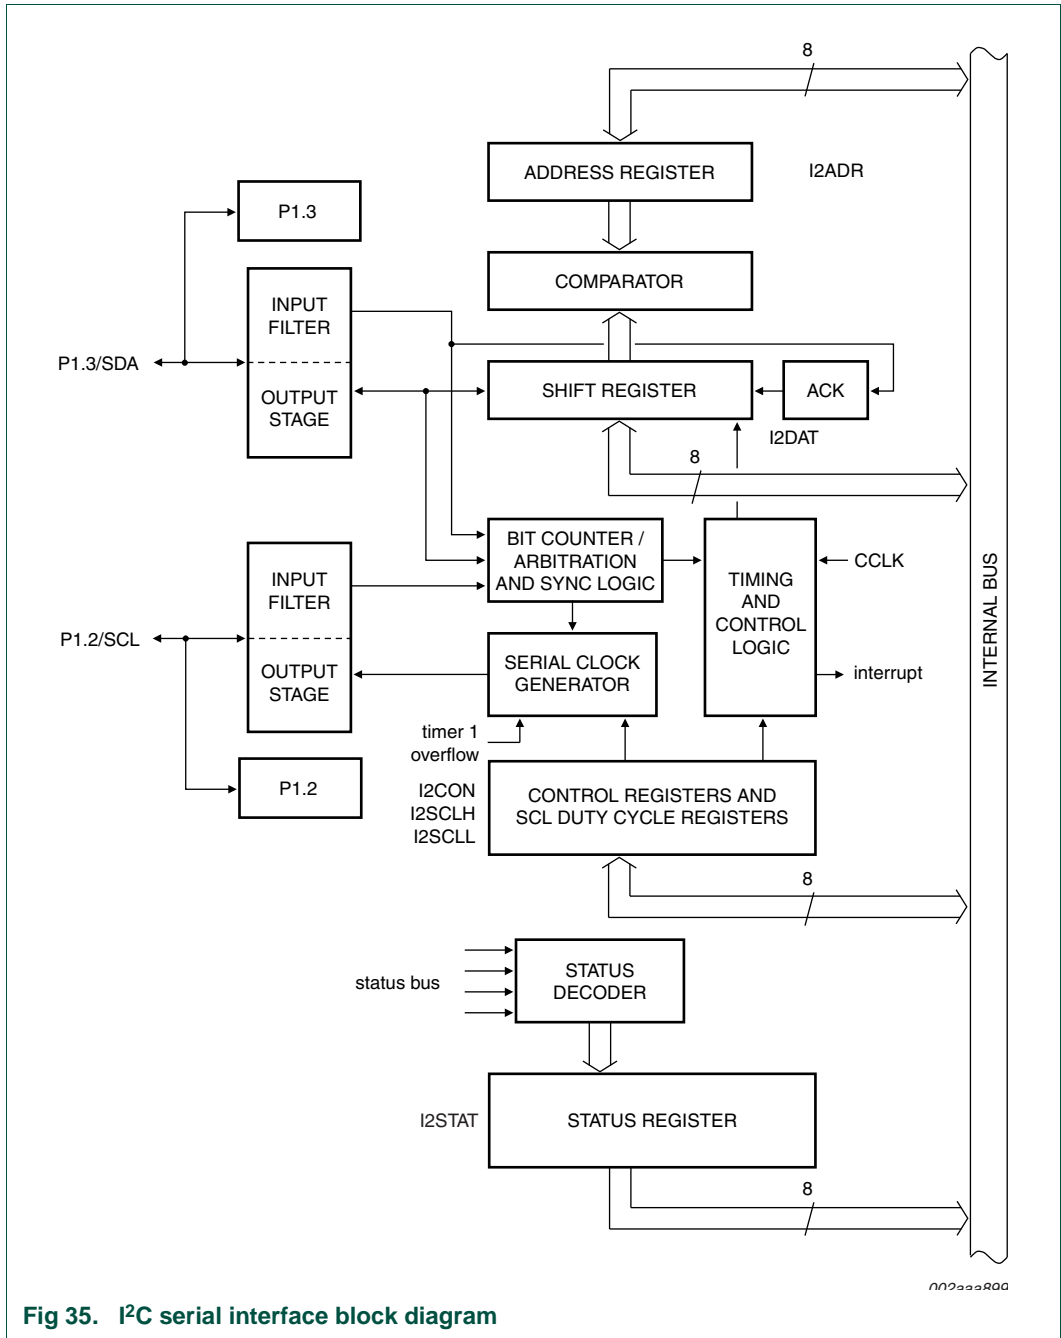 8
ADDRESS REGISTER
I2ADR
P1.3
COMPARATOR
INPUT
FILTER
P1.3/SDA
OUTPUT
STAGE
SHIFT REGISTER
ACK
I2DAT
8
BIT COUNTER /
ARBITRATION
AND SYNC LOGIC
INPUT
FILTER
TIMING
AND
CONTROL
LOGIC
CCLK
INTERNAL BUS
P1.2/SCL
OUTPUT
STAGE
SERIAL CLOCK
GENERATOR
interrupt
timer 1
overflow
P1.2
I2CON
I2SCLH
I2SCLL
CONTROL REGISTERS AND
SCL DUTY CYCLE REGISTERS
8
status bus
STATUS
DECODER
I2STAT
STATUS REGISTER
8
002aaa899
Fig 35. I²C serial interface block diagram